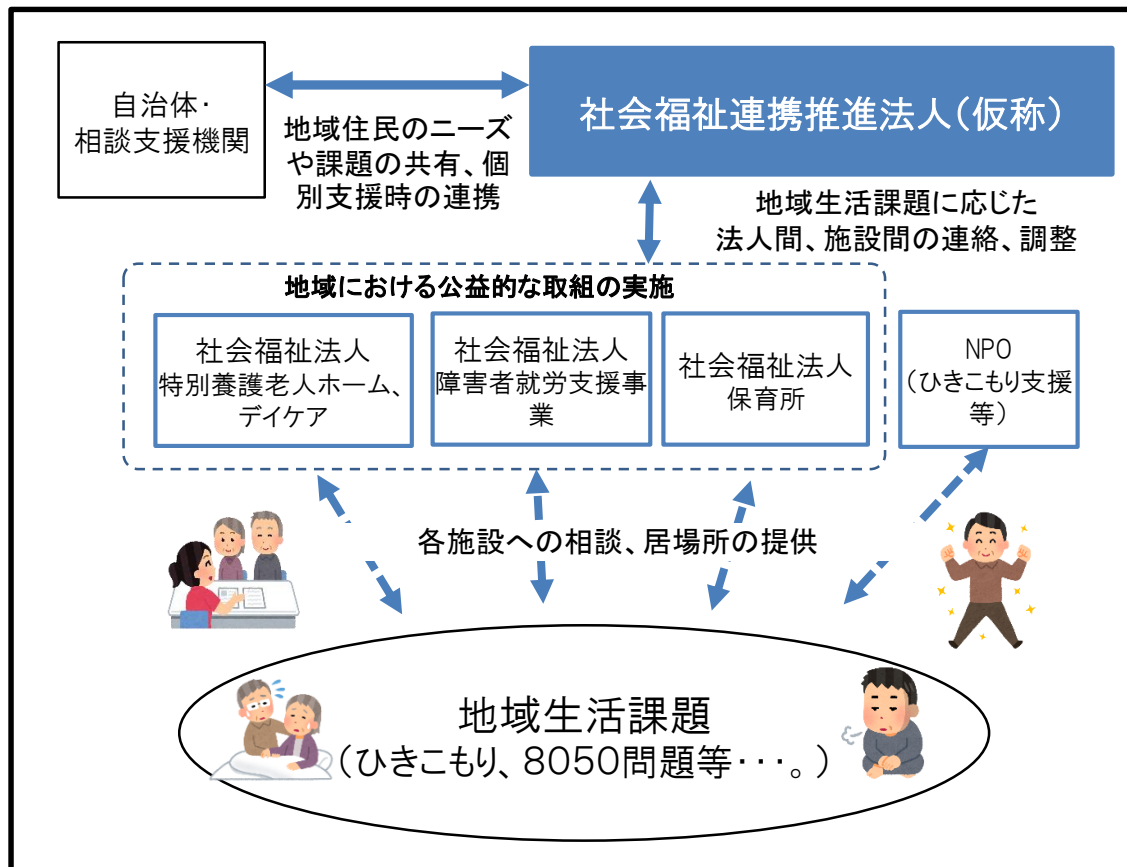 自治体・
相談支援機関
社会福祉連携推進法人（仮称）
地域住民のニーズ
や課題の共有、個
別支援時の連携
地域生活課題に応じた
法人間、施設間の連絡、調整
地域における公益的な取組の実施
社会福祉法人
特別養護老人ホーム、
デイケア
社会福祉法人
障害者就労支援事
業
社会福祉法人
保育所
NPO
（ひきこもり支援
等）
各施設への相談、居場所の提供
地域生活課題
（ひきこもり、８０５０問題等・・・。）